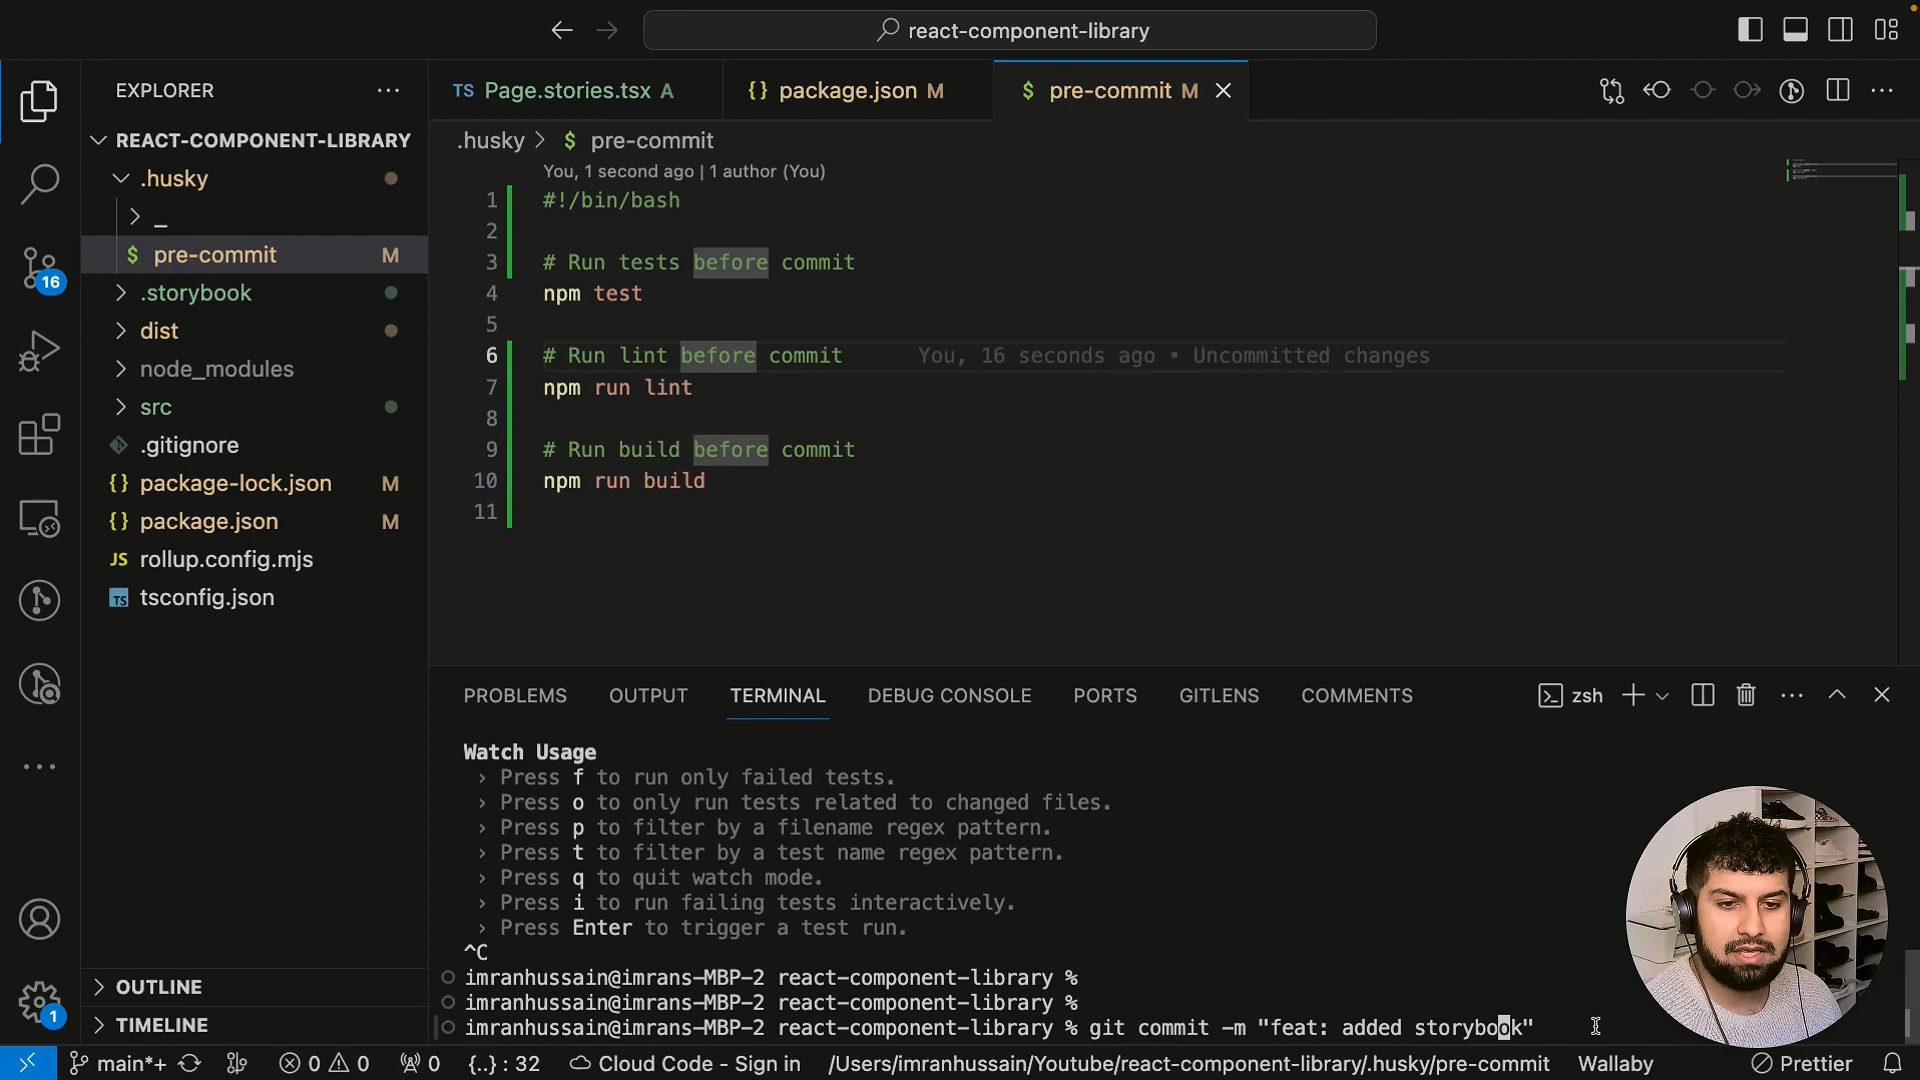 react-component-library
EXPLORER
TS Page.stories.tsx A
{} package.json M
$ pre-commit M
REACT-COMPONENT-LIBRARY
.husky
_
$ pre-commit M
.storybook
dist
node_modules
src
.gitignore
{} package-lock.json M
{} package.json M
JS rollup.config.mjs
TS tsconfig.json
OUTLINE
TIMELINE
16
1
.husky > $ pre-commit
You, 1 second ago | 1 author (You)
1 #!/bin/bash
2
3 # Run tests before commit
4 npm test
5
6 # Run lint before commit You, 16 seconds ago • Uncommitted changes
7 npm run lint
8
9 # Run build before commit
10 npm run build
11
PROBLEMS OUTPUT TERMINAL DEBUG CONSOLE PORTS GITLENS COMMENTS
zsh
Watch Usage
› Press f to run only failed tests.
› Press o to only run tests related to changed files.
› Press p to filter by a filename regex pattern.
› Press t to filter by a test name regex pattern.
› Press q to quit watch mode.
› Press i to run failing tests interactively.
› Press Enter to trigger a test run.
^C
imranhussain@imrans-MBP-2 react-component-library %
imranhussain@imrans-MBP-2 react-component-library %
imranhussain@imrans-MBP-2 react-component-library % git commit -m "feat: added storybook"
main*+ 0 0 0 {..} : 32 Cloud Code - Sign in /Users/imranhussain/Youtube/react-component-library/.husky/pre-commit Wallaby Prettier